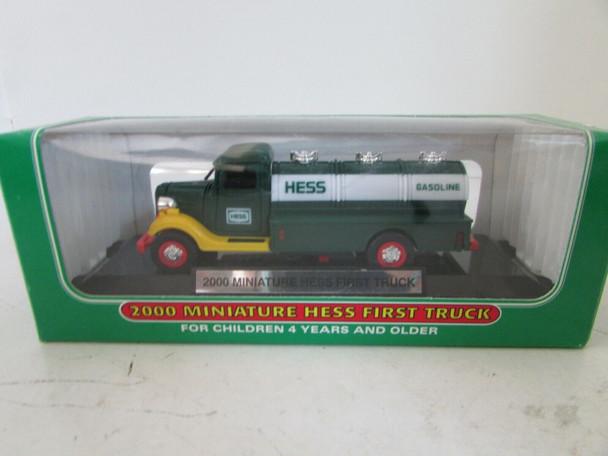 HESS
GASOLINE
HESS
2000 MINIATURE HESS FIRST TRUCK
2000 MINIATURE HESS FIRST TRUCK
FOR CHILDREN 4 YEARS AND OLDER